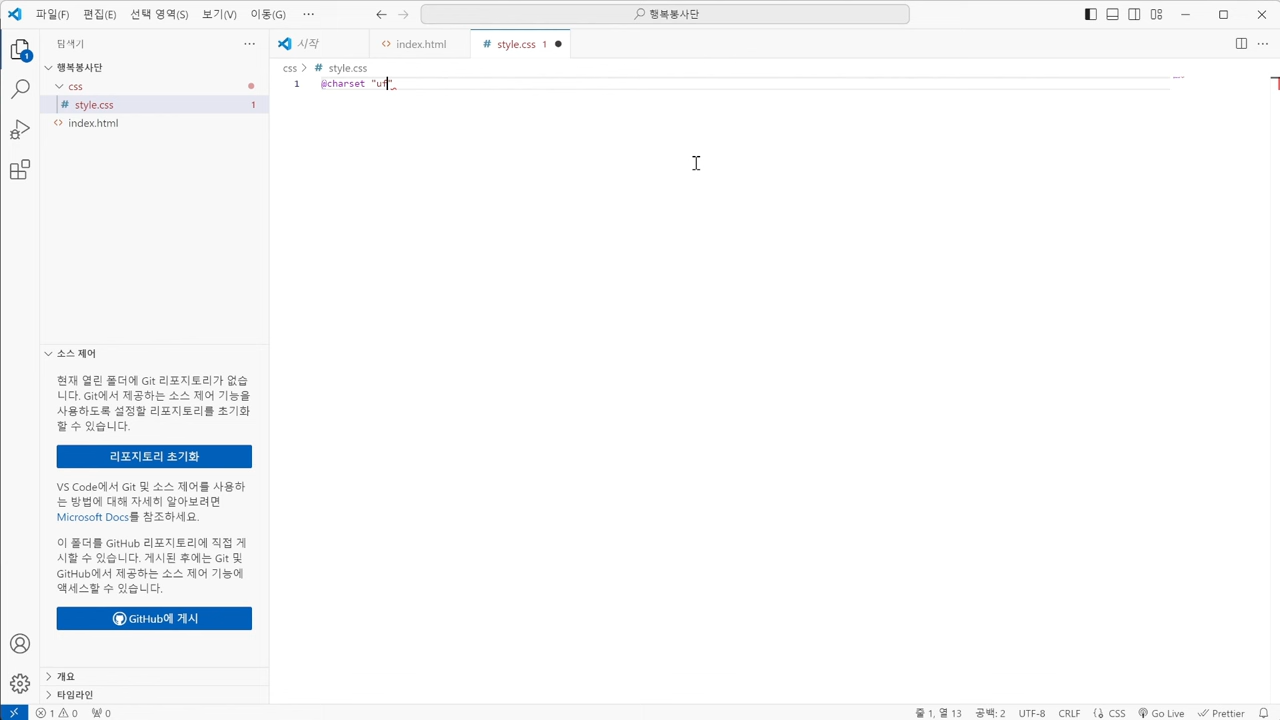 파일(F) 편집(E) 선택 영역(S) 보기(V) 이동(G) ··· 행복봉사단
탐색기 ···
시작 index.html style.css 1
행복봉사단
css > style.css
css
1 @charset "uf"
style.css 1
index.html
소스 제어
현재 열린 폴더에 Git 리포지토리가 없습
니다. Git에서 제공하는 소스 제어 기능을
사용하도록 설정할 리포지토리를 초기화
할 수 있습니다.
리포지토리 초기화
VS Code에서 Git 및 소스 제어를 사용하
는 방법에 대해 자세히 알아보려면
Microsoft Docs를 참조하세요.
이 폴더를 GitHub 리포지토리에 직접 게
시할 수 있습니다. 게시된 후에는 Git 및
GitHub에서 제공하는 소스 제어 기능에
액세스할 수 있습니다.
GitHub에 게시
개요
타임라인
1 0 0 줄 1, 열 13 공백: 2 UTF-8 CRLF CSS Go Live Prettier
1